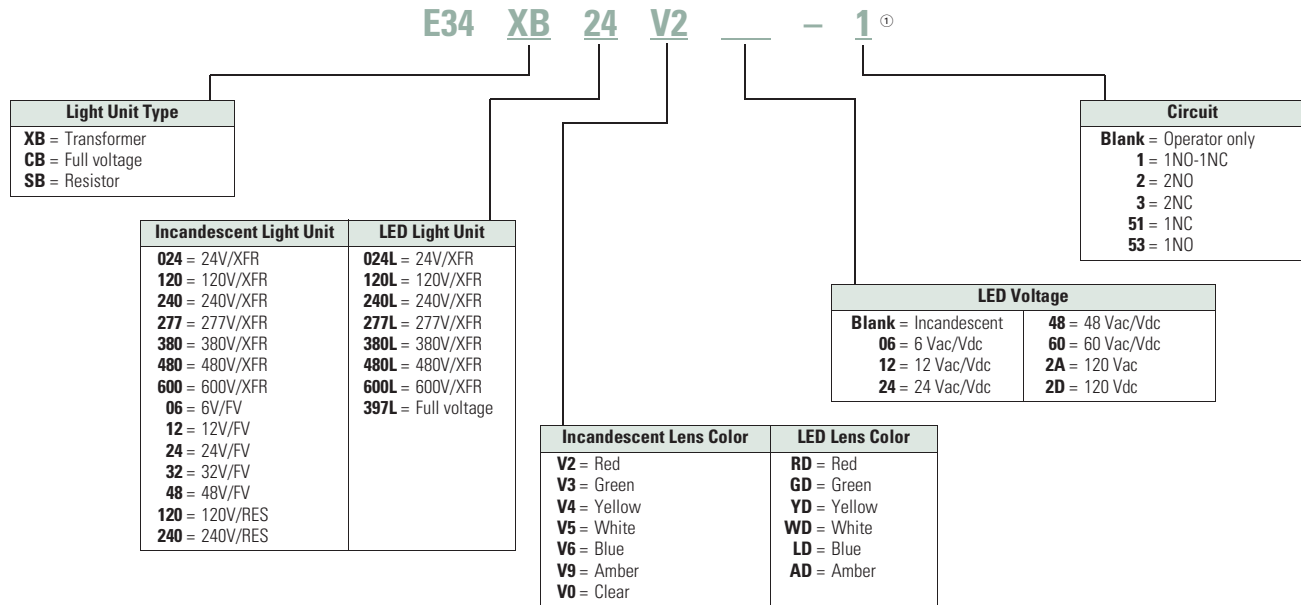 E34 XB 24 V2 ___ – 1 ①
Light Unit Type
XB = Transformer
CB = Full voltage
SB = Resistor
Circuit
Blank = Operator only
1 = 1NO-1NC
2 = 2NO
3 = 2NC
51 = 1NC
53 = 1NO
Incandescent Light Unit
024 = 24V/XFR
120 = 120V/XFR
240 = 240V/XFR
277 = 277V/XFR
380 = 380V/XFR
480 = 480V/XFR
600 = 600V/XFR
06 = 6V/FV
12 = 12V/FV
24 = 24V/FV
32 = 32V/FV
48 = 48V/FV
120 = 120V/RES
240 = 240V/RES
LED Light Unit
024L = 24V/XFR
120L = 120V/XFR
240L = 240V/XFR
277L = 277V/XFR
380L = 380V/XFR
480L = 480V/XFR
600L = 600V/XFR
397L = Full voltage
LED Voltage
Blank = Incandescent
06 = 6 Vac/Vdc
12 = 12 Vac/Vdc
24 = 24 Vac/Vdc
48 = 48 Vac/Vdc
60 = 60 Vac/Vdc
2A = 120 Vac
2D = 120 Vdc
Incandescent Lens Color
V2 = Red
V3 = Green
V4 = Yellow
V5 = White
V6 = Blue
V9 = Amber
V0 = Clear
LED Lens Color
RD = Red
GD = Green
YD = Yellow
WD = White
LD = Blue
AD = Amber